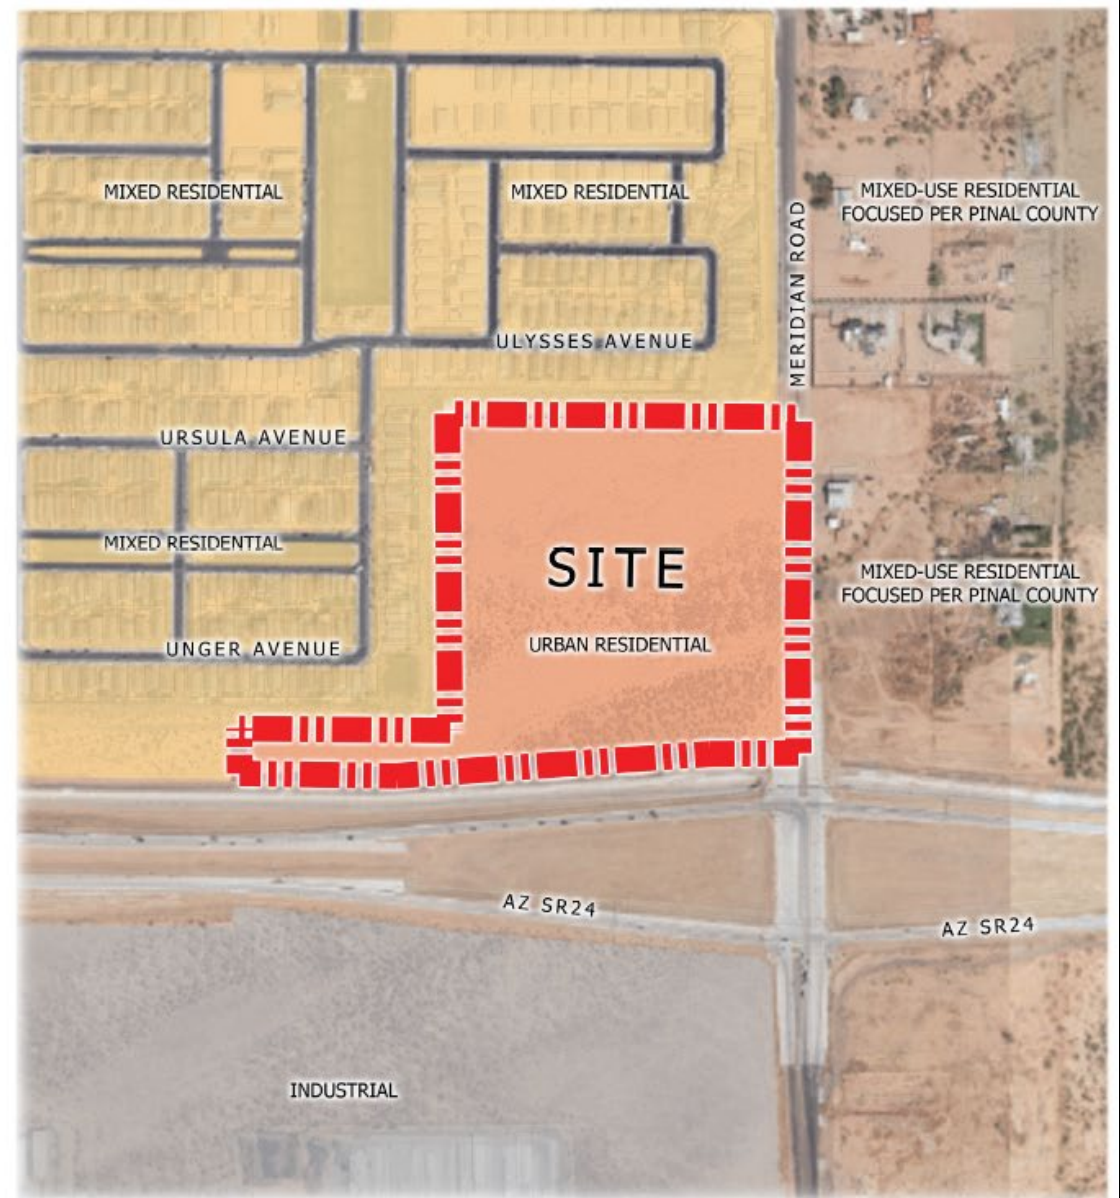 MIXED RESIDENTIAL
MIXED RESIDENTIAL
MIXED-USE RESIDENTIAL
FOCUSED PER PINAL COUNTY
MERIDIAN ROAD
ULYSSES AVENUE
URSULA AVENUE
MIXED RESIDENTIAL
SITE
MIXED-USE RESIDENTIAL
FOCUSED PER PINAL COUNTY
UNGER AVENUE
URBAN RESIDENTIAL
AZ SR24
AZ SR24
INDUSTRIAL